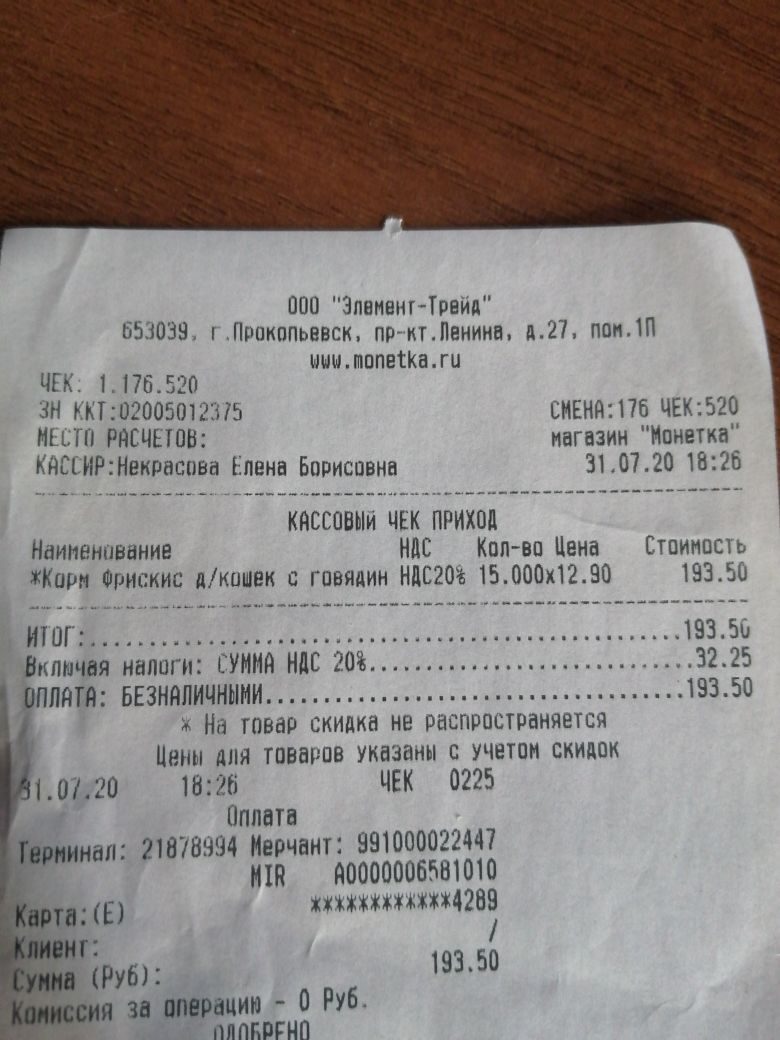 ООО "Элемент-Трейд"
653039, г.Прокопьевск, пр-кт.Ленина, д.27, пом.1П
www.monetka.ru
ЧЕК: 1.176.520
ЗН ККТ:02005012375 СМЕНА:176 ЧЕК:520
МЕСТО РАСЧЕТОВ: магазин "Монетка"
КАССИР:Некрасова Елена Борисовна 31.07.20 18:26
КАССОВЫЙ ЧЕК ПРИХОД
Наименование НДС Кол-во Цена Стоимость
*Корм Фрискис д/кошек с говядин НДС20% 15.000x12.90 193.50
ИТОГ:..........................................193.50
Включая налоги: СУММА НДС 20%.......................32.25
ОПЛАТА: БЕЗНАЛИЧНЫМИ..............................193.50
* На товар скидка не распространяется
Цены для товаров указаны с учетом скидок
31.07.20 18:26 ЧЕК 0225
Оплата
Терминал: 21878994 Мерчант: 991000022447
MIR A0000006581010
Карта:(E) ************4289
Клиент: /
Сумма (Руб): 193.50
Комиссия за операцию - 0 Руб.
ОДОБРЕНО